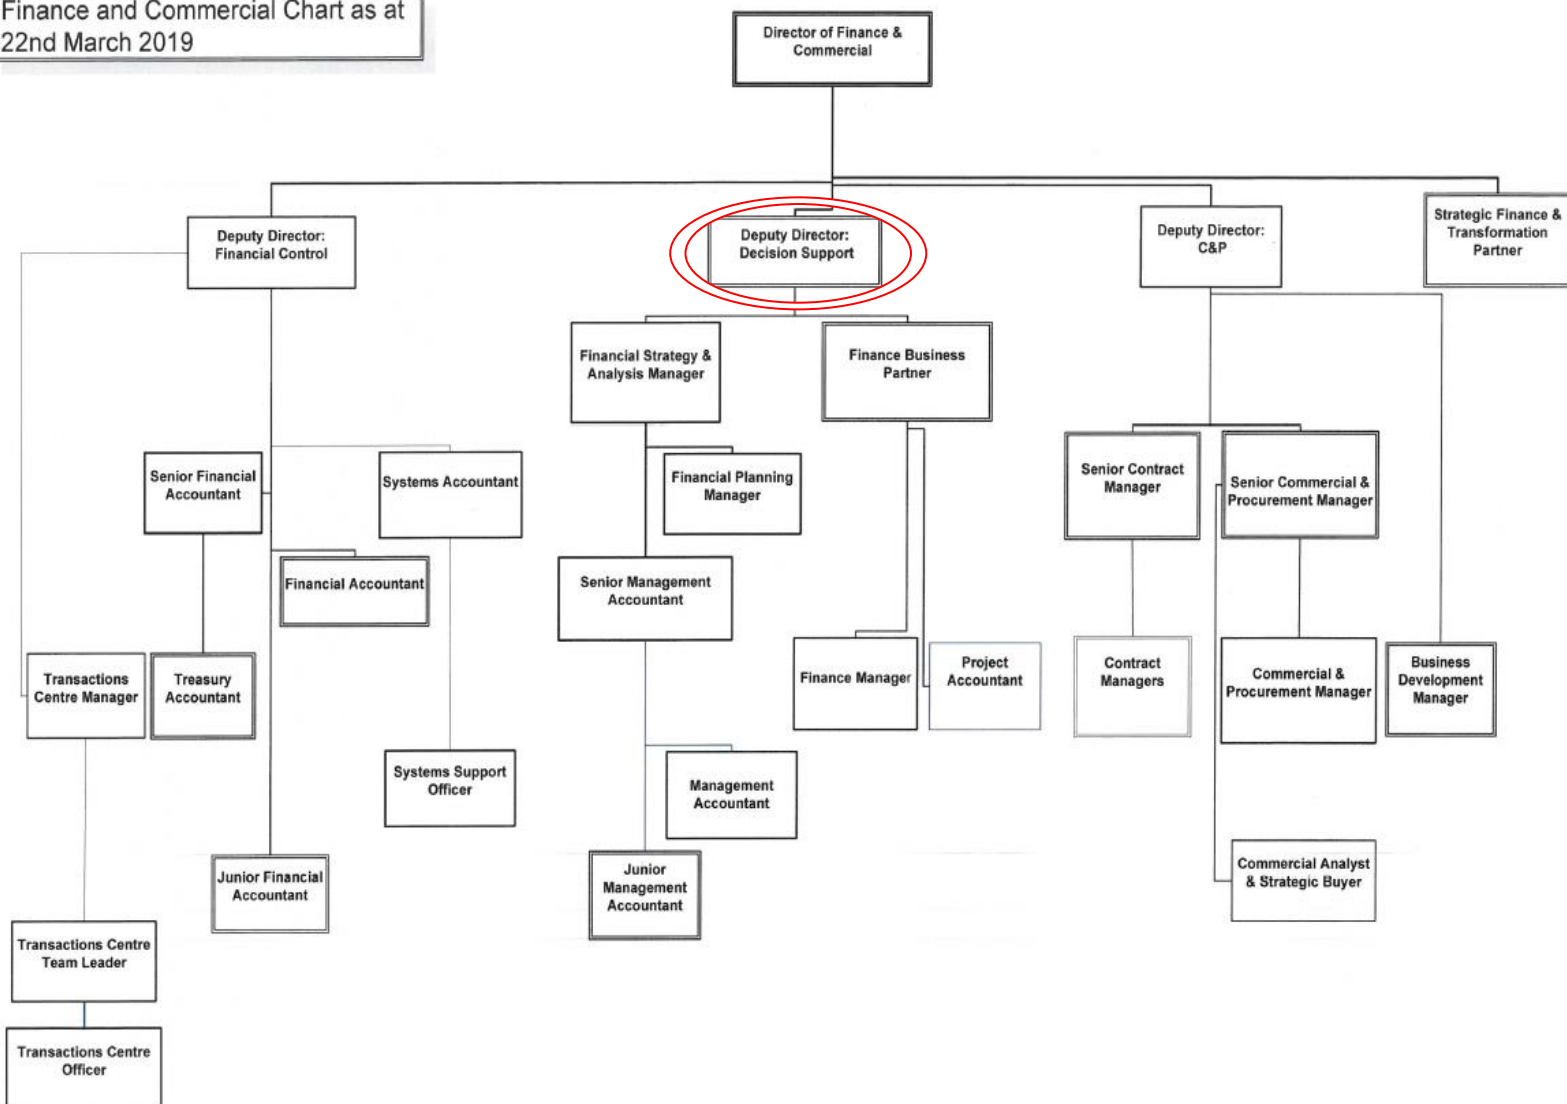 Finance and Commercial Chart as at
22nd March 2019
Director of Finance &
Commercial
Deputy Director:
Financial Control
Deputy Director:
Decision Support
Deputy Director:
C&P
Strategic Finance &
Transformation
Partner
Financial Strategy &
Analysis Manager
Finance Business
Partner
Senior Financial
Accountant
Systems Accountant
Financial Planning
Manager
Senior Contract
Manager
Senior Commercial &
Procurement Manager
Financial Accountant
Senior Management
Accountant
Transactions
Centre Manager
Treasury
Accountant
Finance Manager
Project
Accountant
Contract
Managers
Commercial &
Procurement Manager
Business
Development
Manager
Systems Support
Officer
Management
Accountant
Junior Financial
Accountant
Junior
Management
Accountant
Commercial Analyst
& Strategic Buyer
Transactions Centre
Team Leader
Transactions Centre
Officer